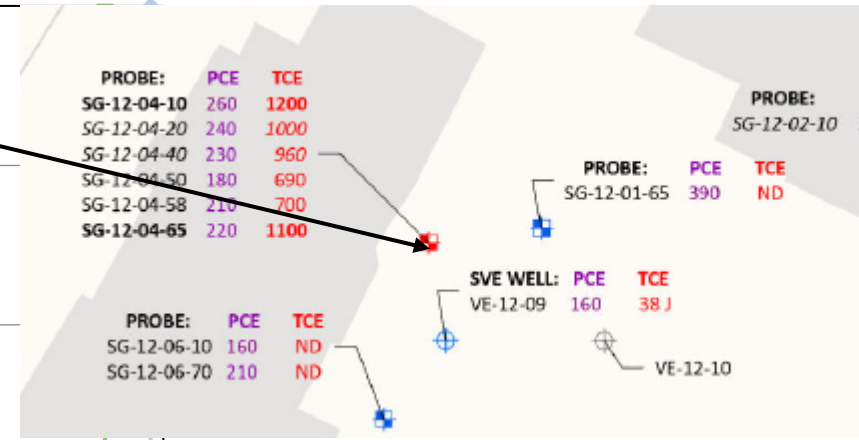 PROBE: PCE TCE
SG-12-04-10 260 1200
SG-12-04-20 240 1000
SG-12-04-40 230 960
SG-12-04-50 180 690
SG-12-04-58 210 700
SG-12-04-65 220 1100
PROBE:
SG-12-02-10
PROBE: PCE TCE
SG-12-01-65 390 ND
SVE WELL: PCE TCE
VE-12-09 160 38 J
VE-12-10
PROBE: PCE TCE
SG-12-06-10 160 ND
SG-12-06-70 210 ND